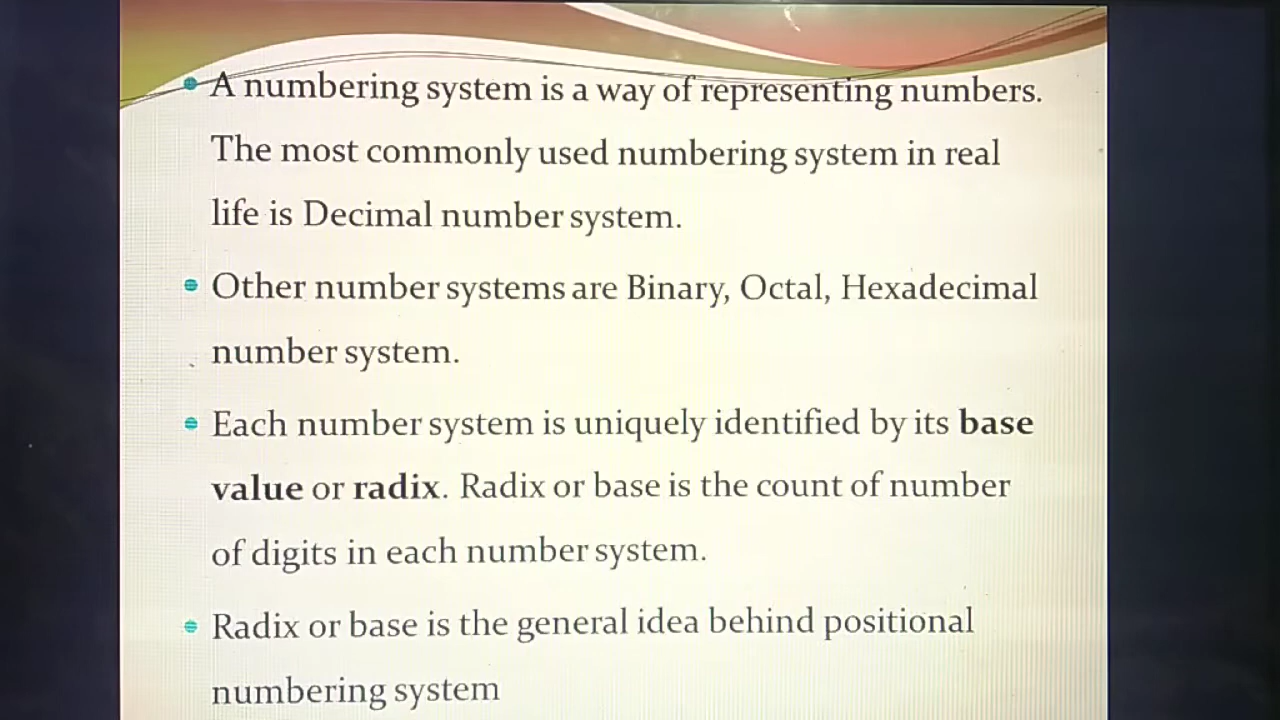 A numbering system is a way of representing numbers.
The most commonly used numbering system in real
life is Decimal number system.
Other number systems are Binary, Octal, Hexadecimal
number system.
Each number system is uniquely identified by its base
value or radix. Radix or base is the count of number
of digits in each number system.
Radix or base is the general idea behind positional
numbering system